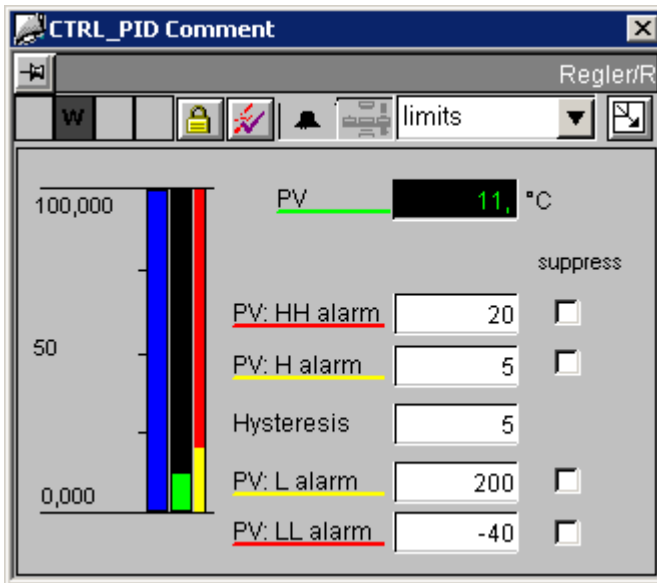 CTRL_PID Comment
Regler/R
W
limits
100,000
PV 11, °C
suppress
PV: HH alarm 20
50
PV: H alarm 5
Hysteresis 5
0,000
PV: L alarm 200
PV: LL alarm -40